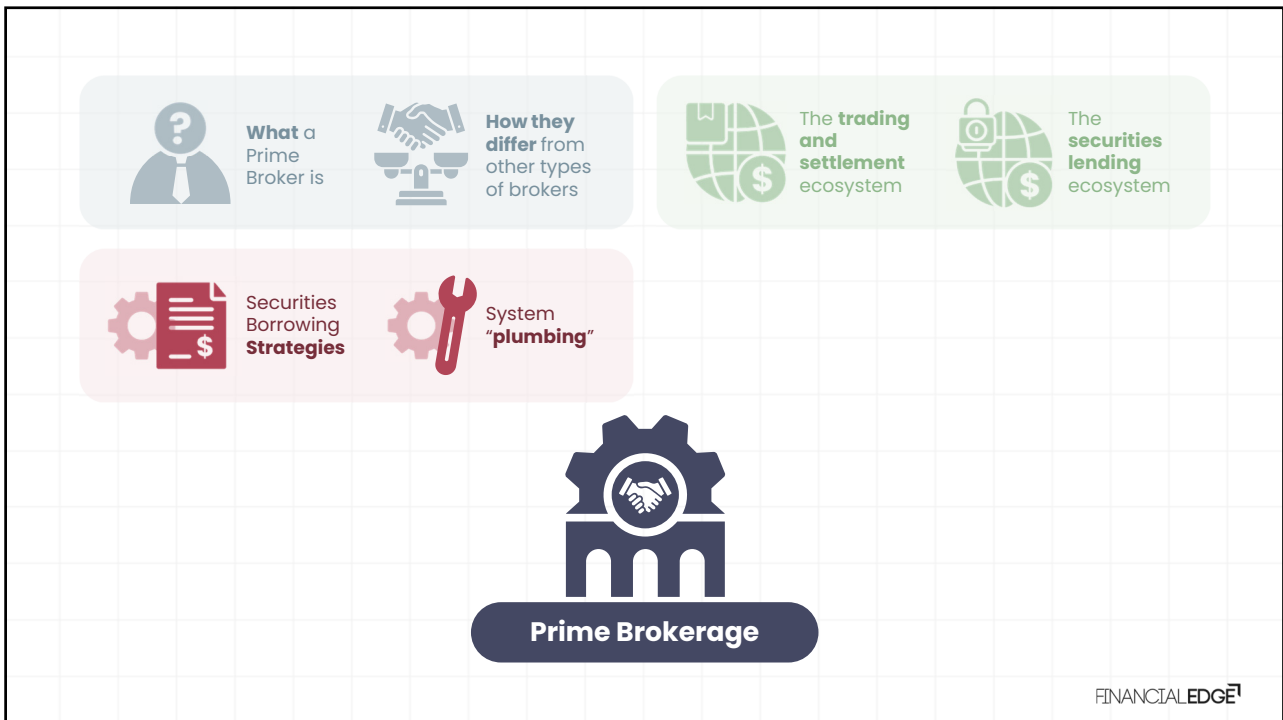 What a
Prime
Broker is
How they
differ from
other types
of brokers
The trading
and
settlement
ecosystem
The
securities
lending
ecosystem
Securities
Borrowing
Strategies
System
“plumbing”
Prime Brokerage
FINANCIALEDGE